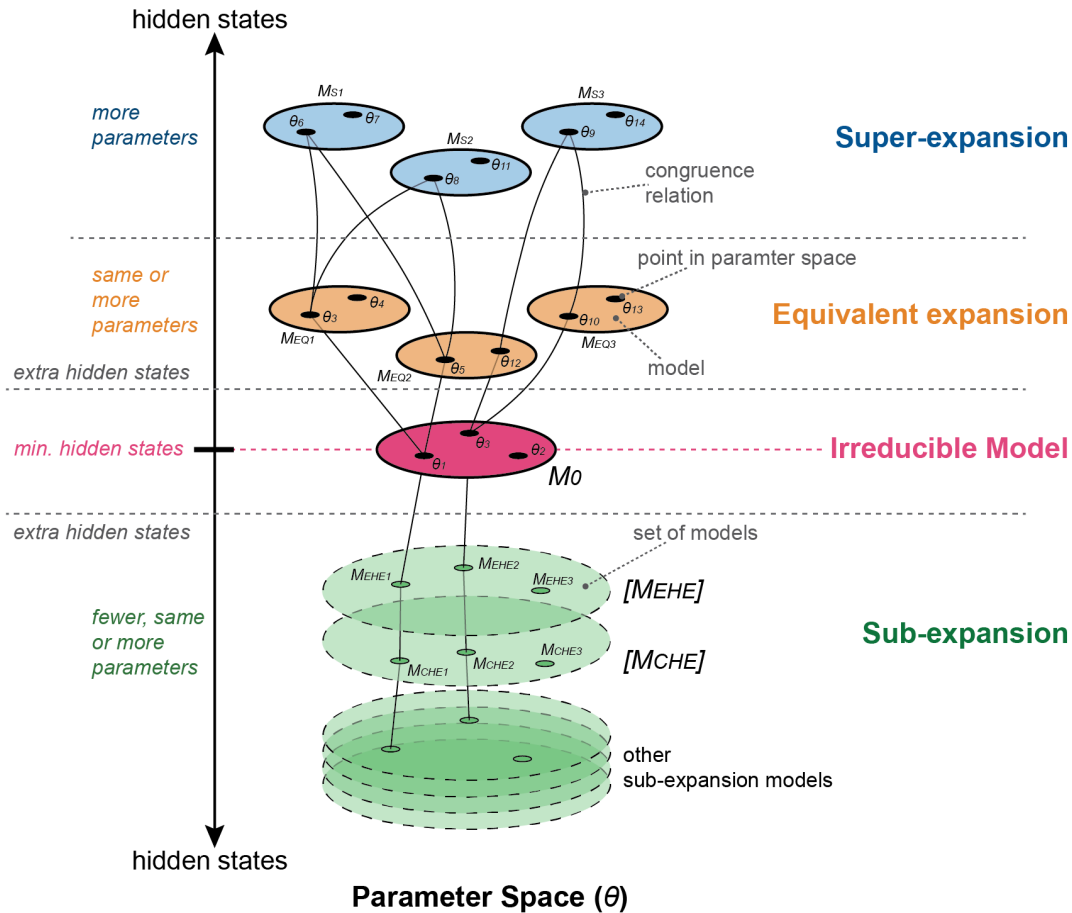 hidden states
more
parameters
MS1
θ6
θ7
MS2
θ8
θ11
MS3
θ9
θ14
Super-expansion
congruence
relation
same or
more
parameters
point in paramter space
θ3
θ4
MEQ1
θ5
θ12
MEQ2
θ10
θ13
MEQ3
model
Equivalent expansion
extra hidden states
min. hidden states
θ1
θ3
θ2
M0
Irreducible Model
extra hidden states
set of models
MEHE1
MEHE2
MEHE3
[MEHE]
fewer, same
or more
parameters
Sub-expansion
MCHE1
MCHE2
MCHE3
[MCHE]
other
sub-expansion models
hidden states
Parameter Space (θ)